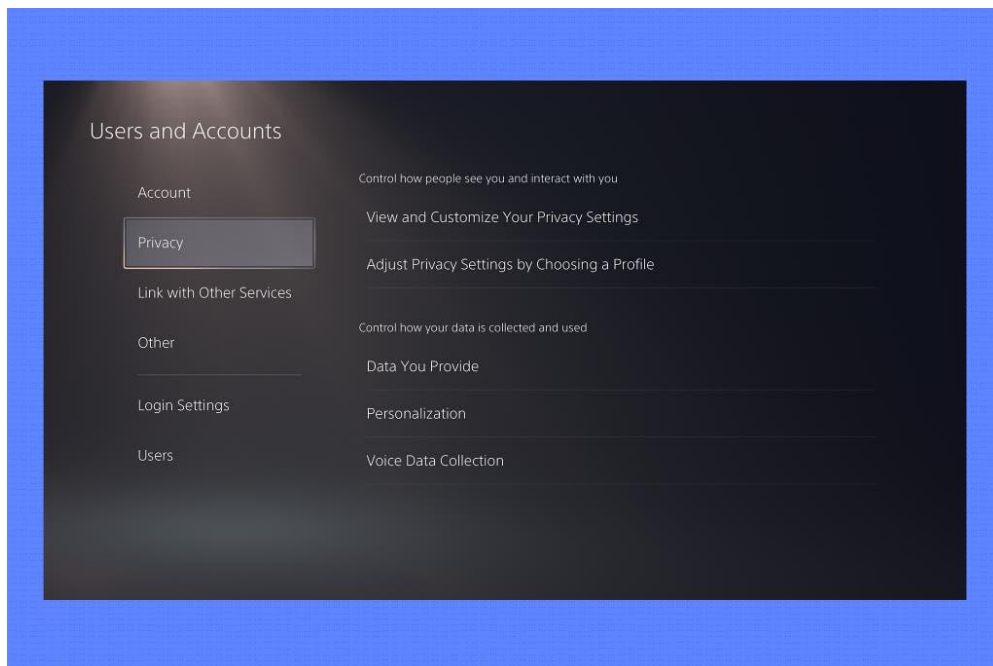 Users and Accounts
Account
Privacy
Link with Other Services
Other
Login Settings
Users
Control how people see you and interact with you
View and Customize Your Privacy Settings
Adjust Privacy Settings by Choosing a Profile
Control how your data is collected and used
Data You Provide
Personalization
Voice Data Collection